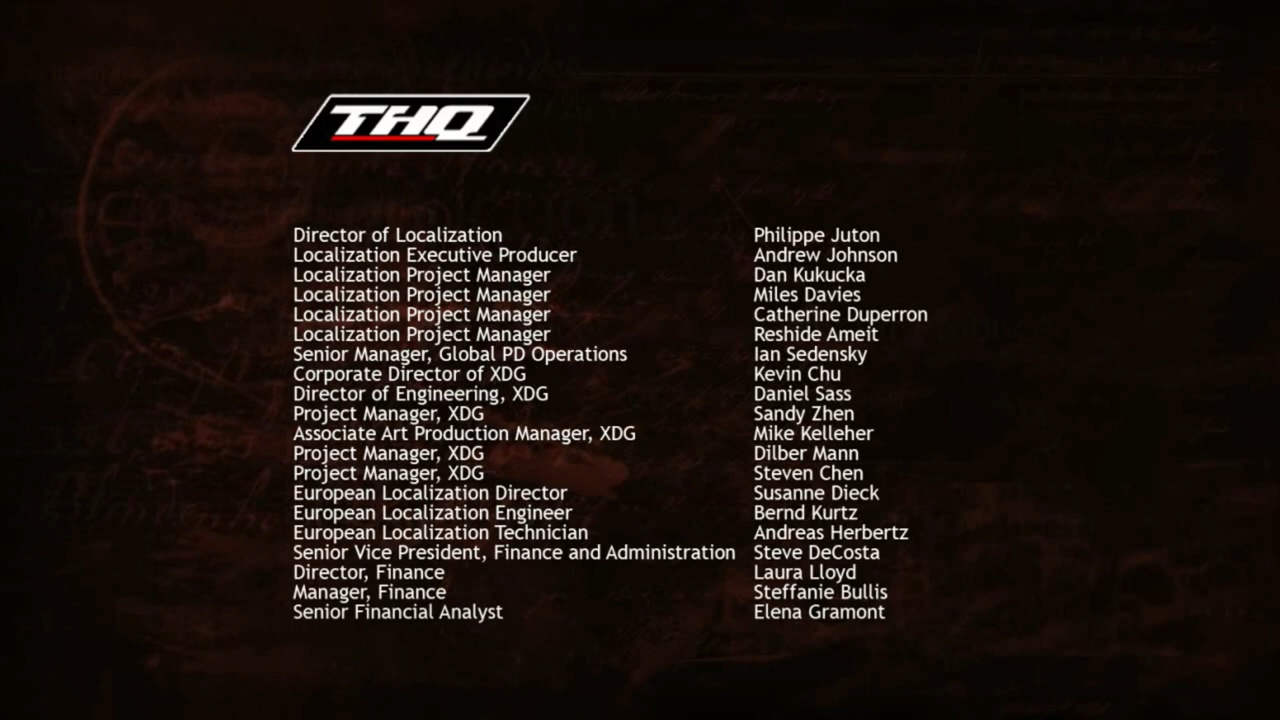 THQ
Director of Localization Philippe Juton
Localization Executive Producer Andrew Johnson
Localization Project Manager Dan Kukucka
Localization Project Manager Miles Davies
Localization Project Manager Catherine Duperron
Localization Project Manager Reshide Ameit
Senior Manager, Global PD Operations Ian Sedensky
Corporate Director of XDG Kevin Chu
Director of Engineering, XDG Daniel Sass
Project Manager, XDG Sandy Zhen
Associate Art Production Manager, XDG Mike Kelleher
Project Manager, XDG Dilber Mann
Project Manager, XDG Steven Chen
European Localization Director Susanne Dieck
European Localization Engineer Bernd Kurtz
European Localization Technician Andreas Herbertz
Senior Vice President, Finance and Administration Steve DeCosta
Director, Finance Laura Lloyd
Manager, Finance Steffanie Bullis
Senior Financial Analyst Elena Gramont